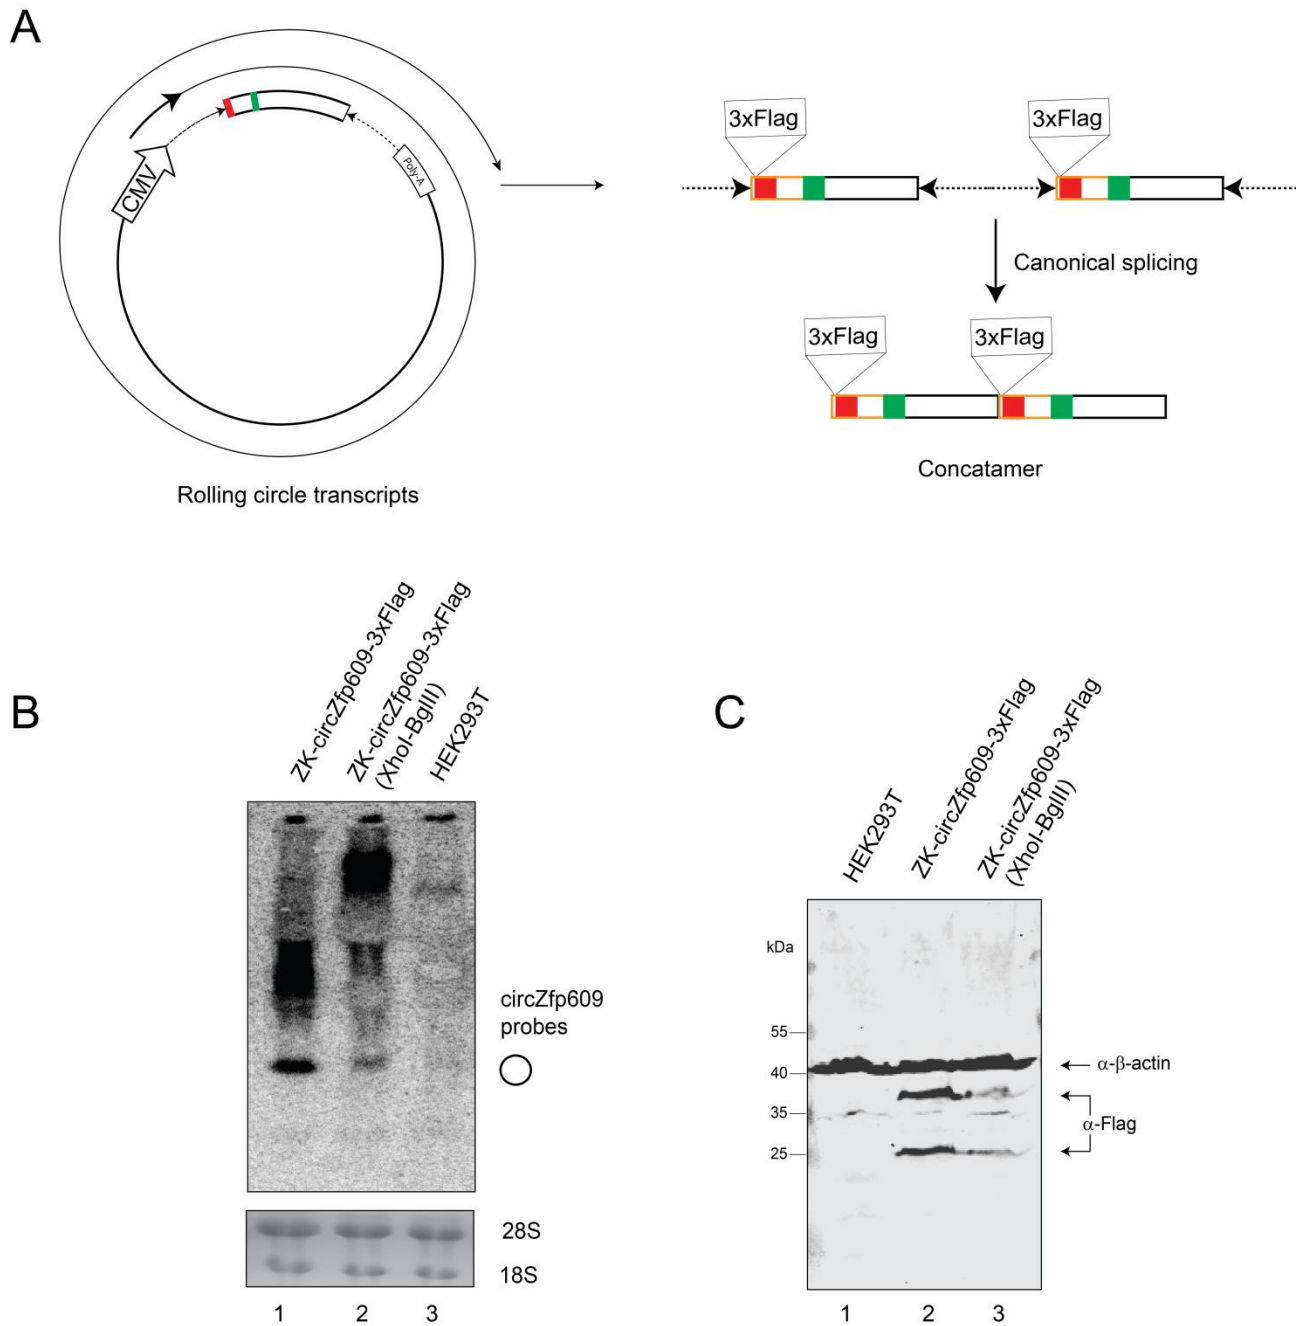 A
CMV
Poly-A
Rolling circle transcripts
3xFlag
3xFlag
Canonical splicing
3xFlag
3xFlag
Concatamer
B
ZK-circZfp609-3xFlag
ZK-circZfp609-3xFlag
(XhoI-BglII)
HEK293T
circZfp609
probes
28S
18S
1 2 3
C
HEK293T
ZK-circZfp609-3xFlag
ZK-circZfp609-3xFlag
(XhoI-BglII)
kDa
55
40
35
25
α-β-actin
α-Flag
1 2 3